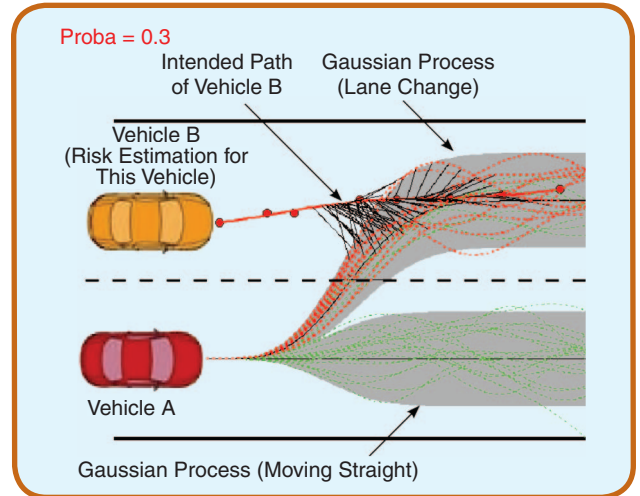 Proba = 0.3
Intended Path
of Vehicle B
Gaussian Process
(Lane Change)
Vehicle B
(Risk Estimation for
This Vehicle)
Vehicle A
Gaussian Process (Moving Straight)